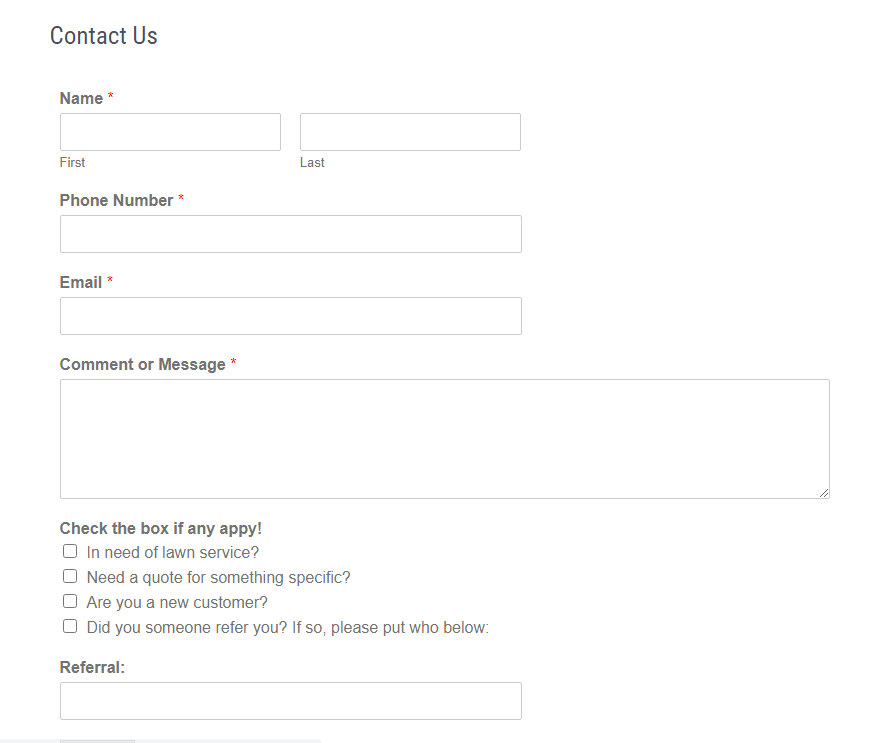 Contact Us
Name *
First Last
Phone Number *
Email *
Comment or Message *
Check the box if any appy!
In need of lawn service?
Need a quote for something specific?
Are you a new customer?
Did you someone refer you? If so, please put who below:
Referral: